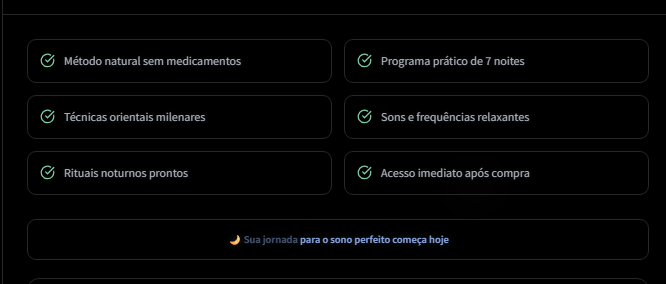 Método natural sem medicamentos
Programa prático de 7 noites
Técnicas orientais milenares
Sons e frequências relaxantes
Rituais noturnos prontos
Acesso imediato após compra
🌙 Sua jornada para o sono perfeito começa hoje